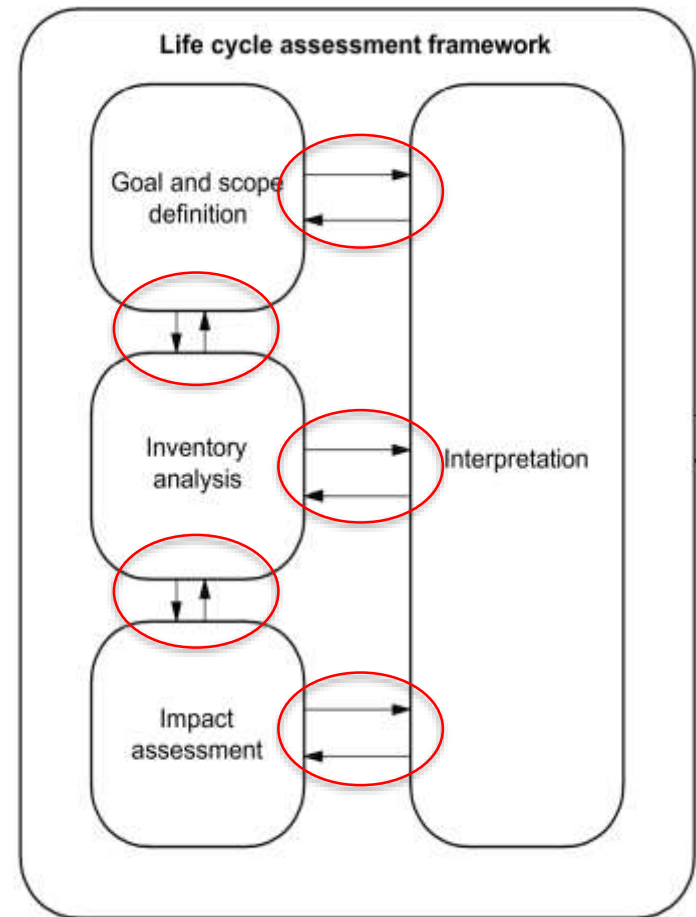 Life cycle assessment framework
Goal and scope
definition
Inventory
analysis
Interpretation
Impact
assessment